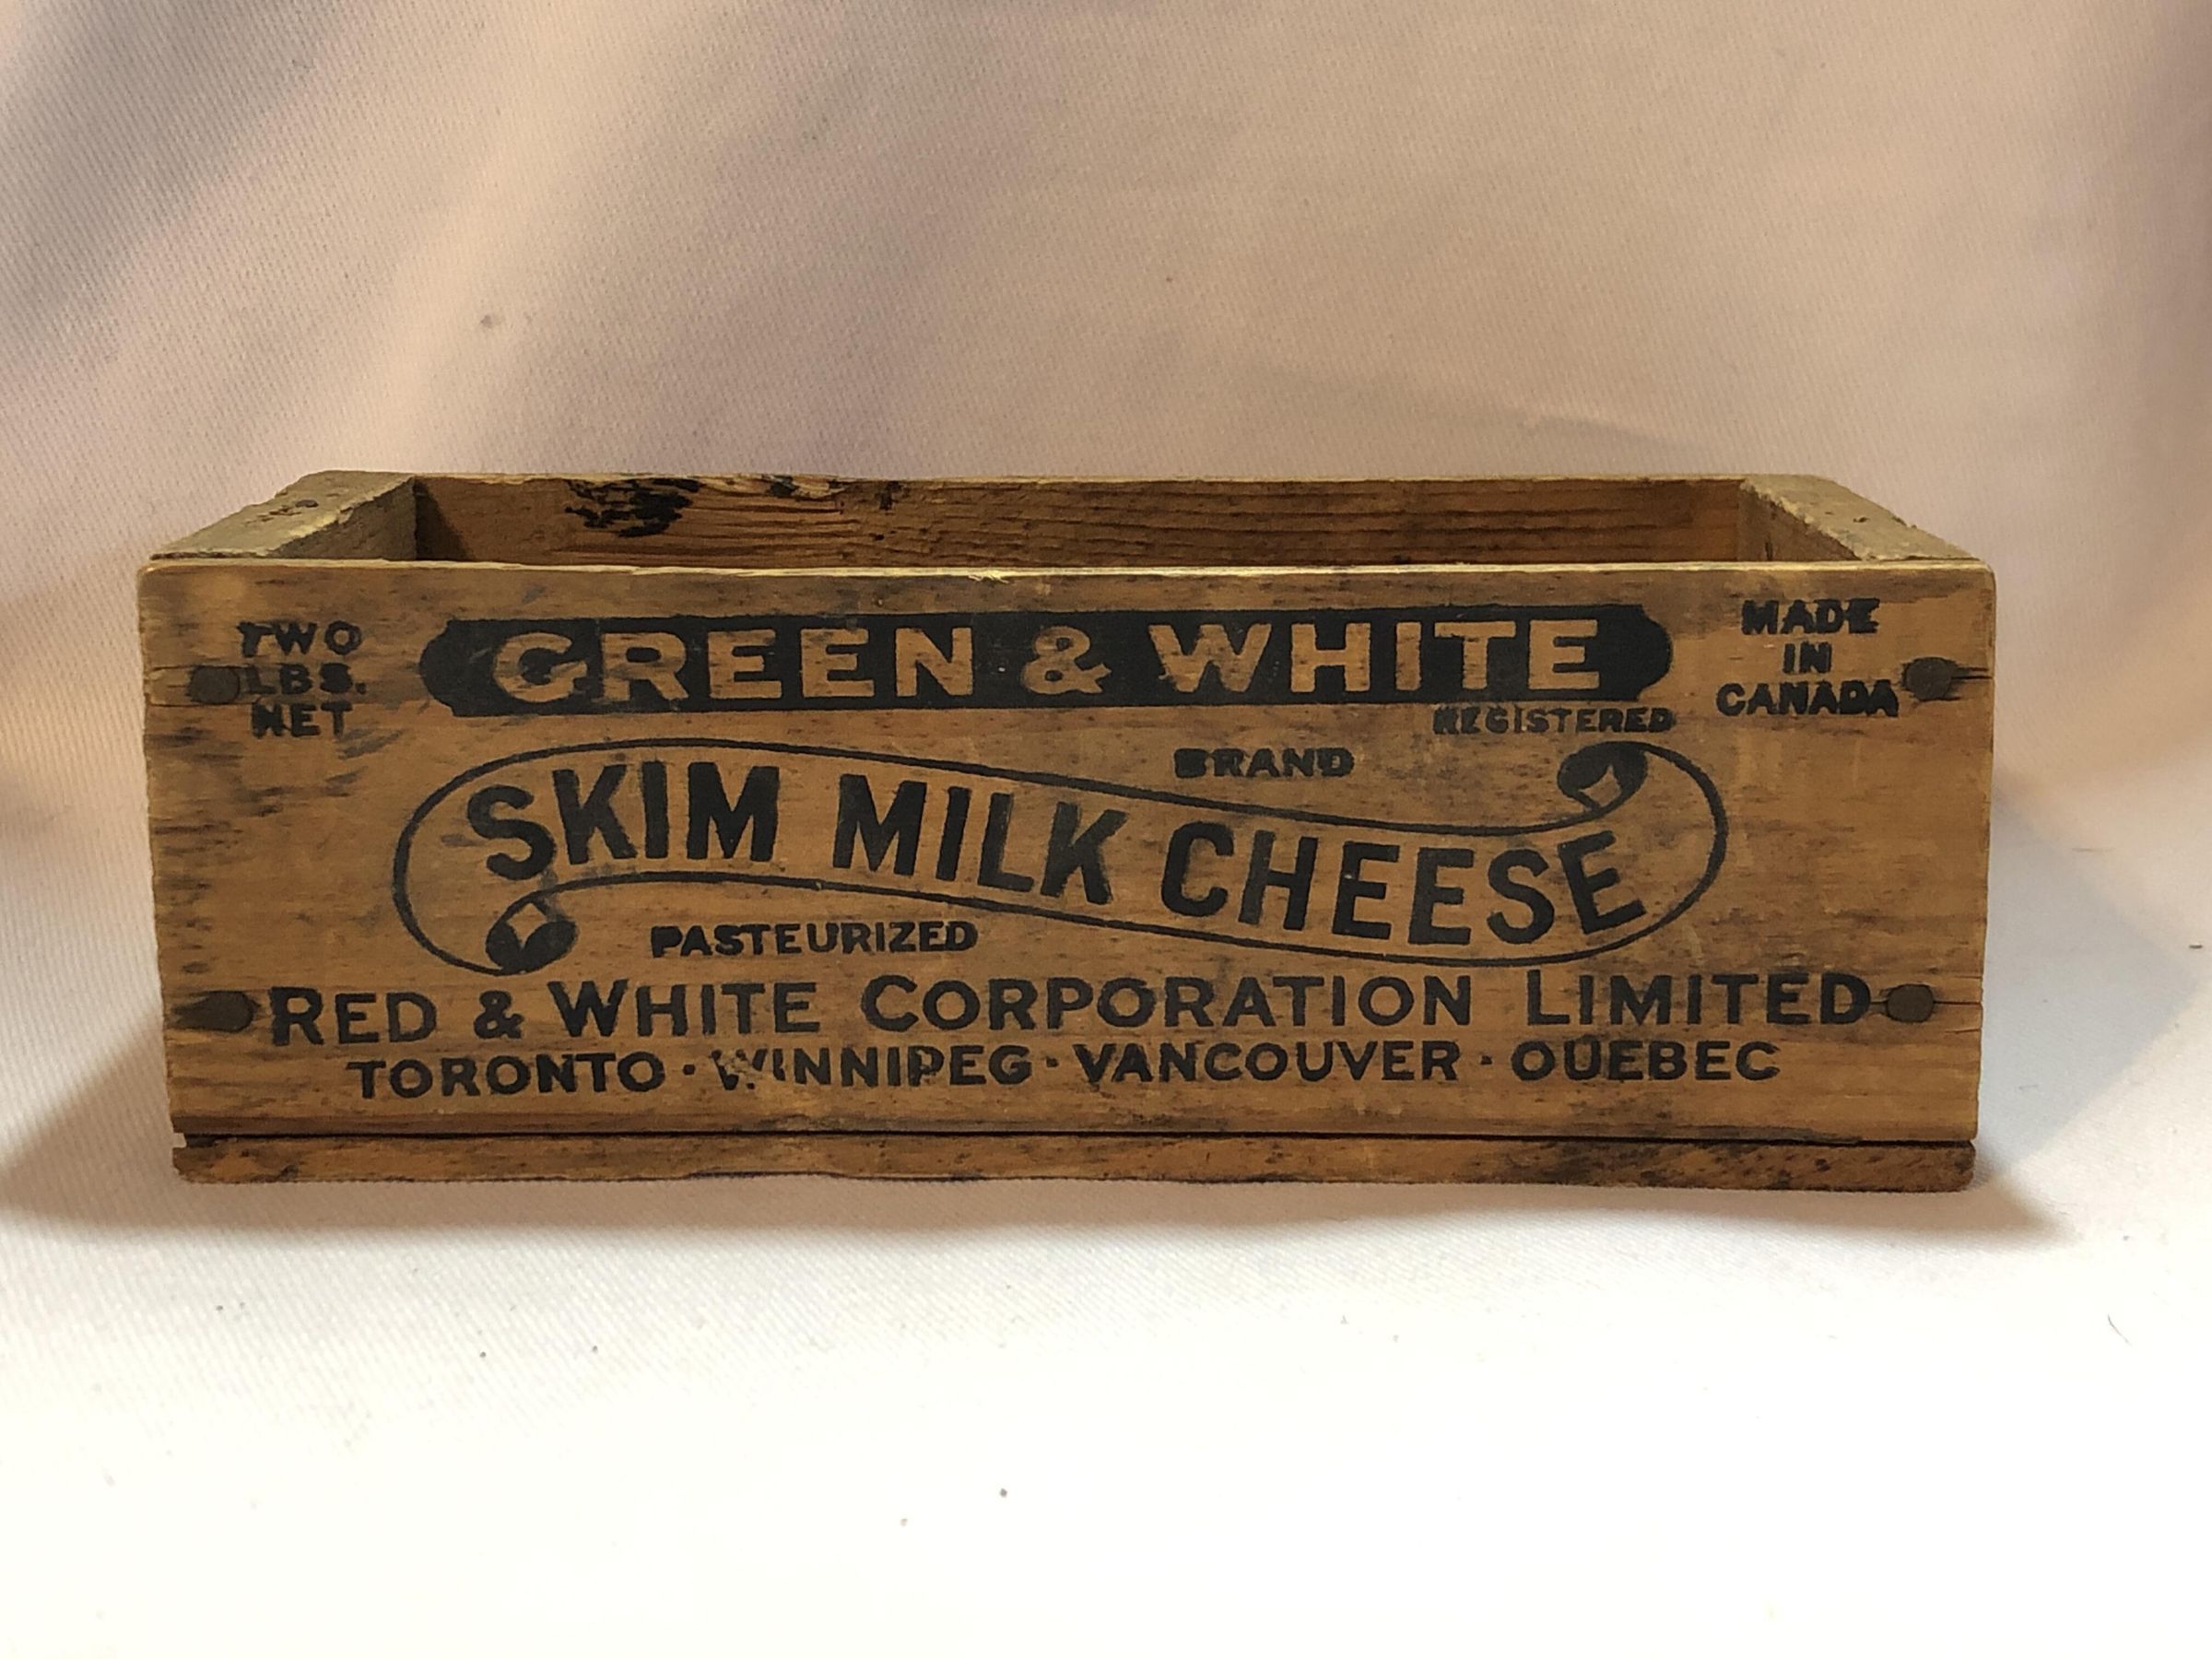 TWO
LBS.
NET
GREEN & WHITE
REGISTERED
MADE
IN
CANADA
BRAND
SKIM MILK CHEESE
PASTEURIZED
RED & WHITE CORPORATION LIMITED
TORONTO · WINNIPEG · VANCOUVER · QUEBEC